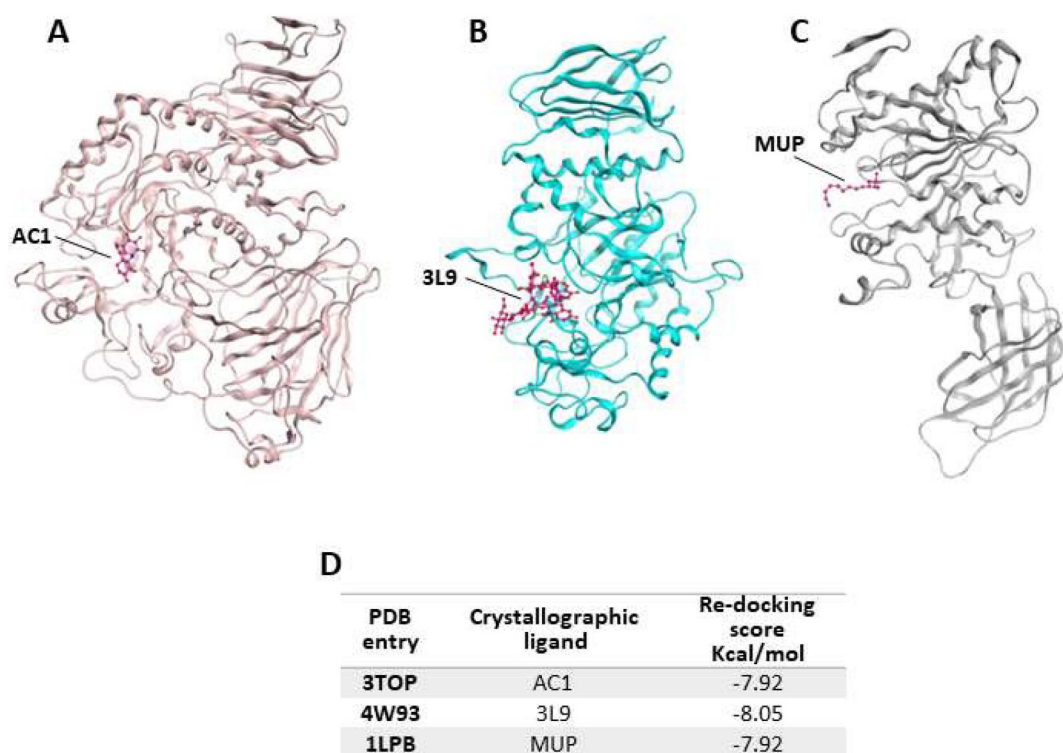 A
B
C
AC1
3L9
MUP
D
PDB entry Crystallographic ligand Re-docking score Kcal/mol
3TOP AC1 -7.92
4W93 3L9 -8.05
1LPB MUP -7.92